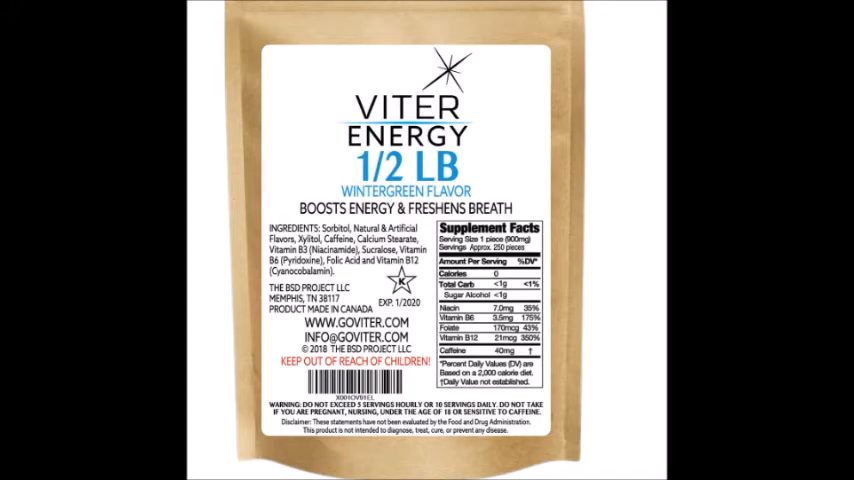 VITER
ENERGY
1/2 LB
WINTERGREEN FLAVOR
BOOSTS ENERGY & FRESHENS BREATH
INGREDIENTS: Sorbitol, Natural & Artificial
Flavors, Xylitol, Caffeine, Calcium Stearate,
Vitamin B3 (Niacinamide), Sucralose, Vitamin
B6 (Pyridoxine), Folic Acid and Vitamin B12
(Cyanocobalamin).
K
THE BSD PROJECT LLC
MEMPHIS, TN 38117
EXP. 1/2020
PRODUCT MADE IN CANADA
WWW.GOVITER.COM
INFO@GOVITER.COM
© 2018 THE BSD PROJECT LLC
KEEP OUT OF REACH OF CHILDREN!
Supplement Facts
Serving Size 1 piece (900mg)
Servings Approx. 250 pieces
Amount Per Serving %DV*
Calories 0
Total Carb <1g <1%
Sugar Alcohol <1g
Niacin 7.0mg 35%
Vitamin B6 3.5mg 175%
Folate 170mcg 43%
Vitamin B12 21mcg 350%
Caffeine 40mg †
*Percent Daily Values (DV) are
Based on a 2,000 calorie diet.
†Daily Value not established.
WARNING: DO NOT EXCEED 5 SERVINGS HOURLY OR 10 SERVINGS DAILY. DO NOT TAKE
IF YOU ARE PREGNANT, NURSING, UNDER THE AGE OF 18 OR SENSITIVE TO CAFFEINE.
Disclaimer: These statements have not been evaluated by the Food and Drug Administration.
This product is not intended to diagnose, treat, cure, or prevent any disease.